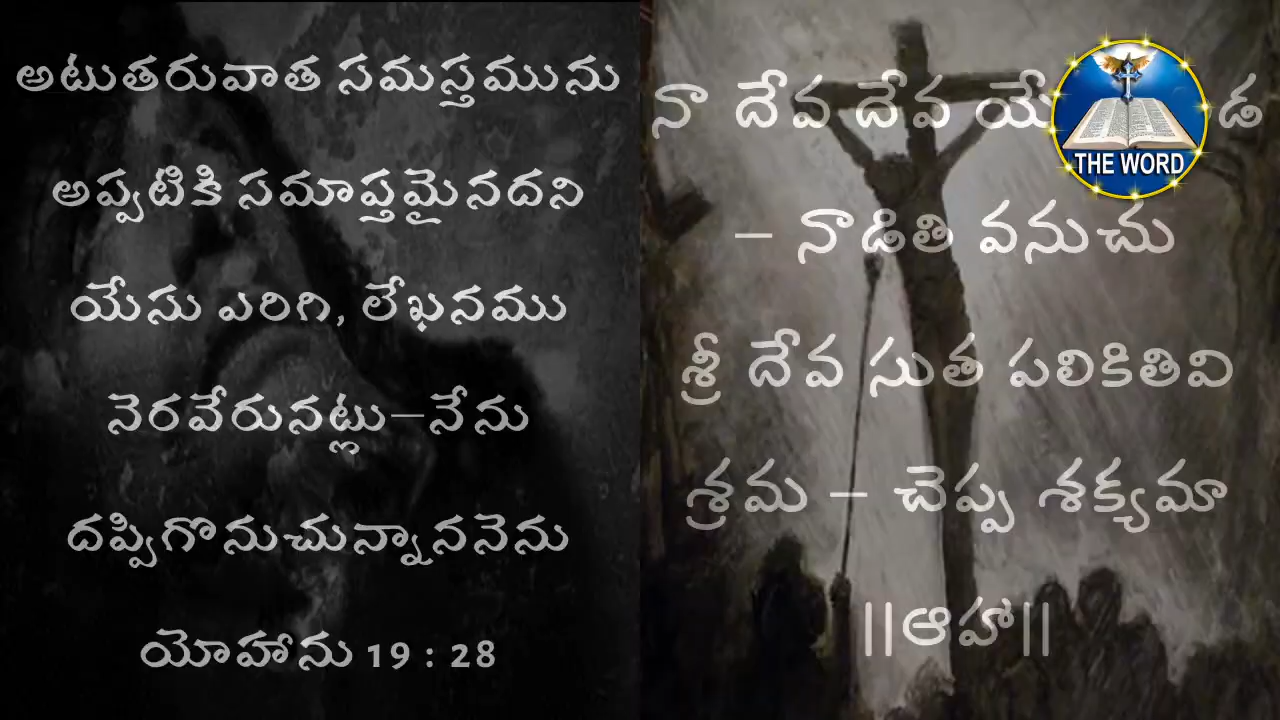 అటుతరువాత సమస్తమును
అప్పటికి సమాప్తమైనదని
యేసు ఎరిగి, లేఖనము
నెరవేరునట్లు–నేను
దప్పిగొనుచున్నాననెను
యోహాను 19 : 28
నా దేవ దేవ
– నాడితి వనుచు
శ్రీ దేవ సుత పలికితివి
శ్రమ – చెప్ప శక్యమా
||ఆహా||
THE WORD